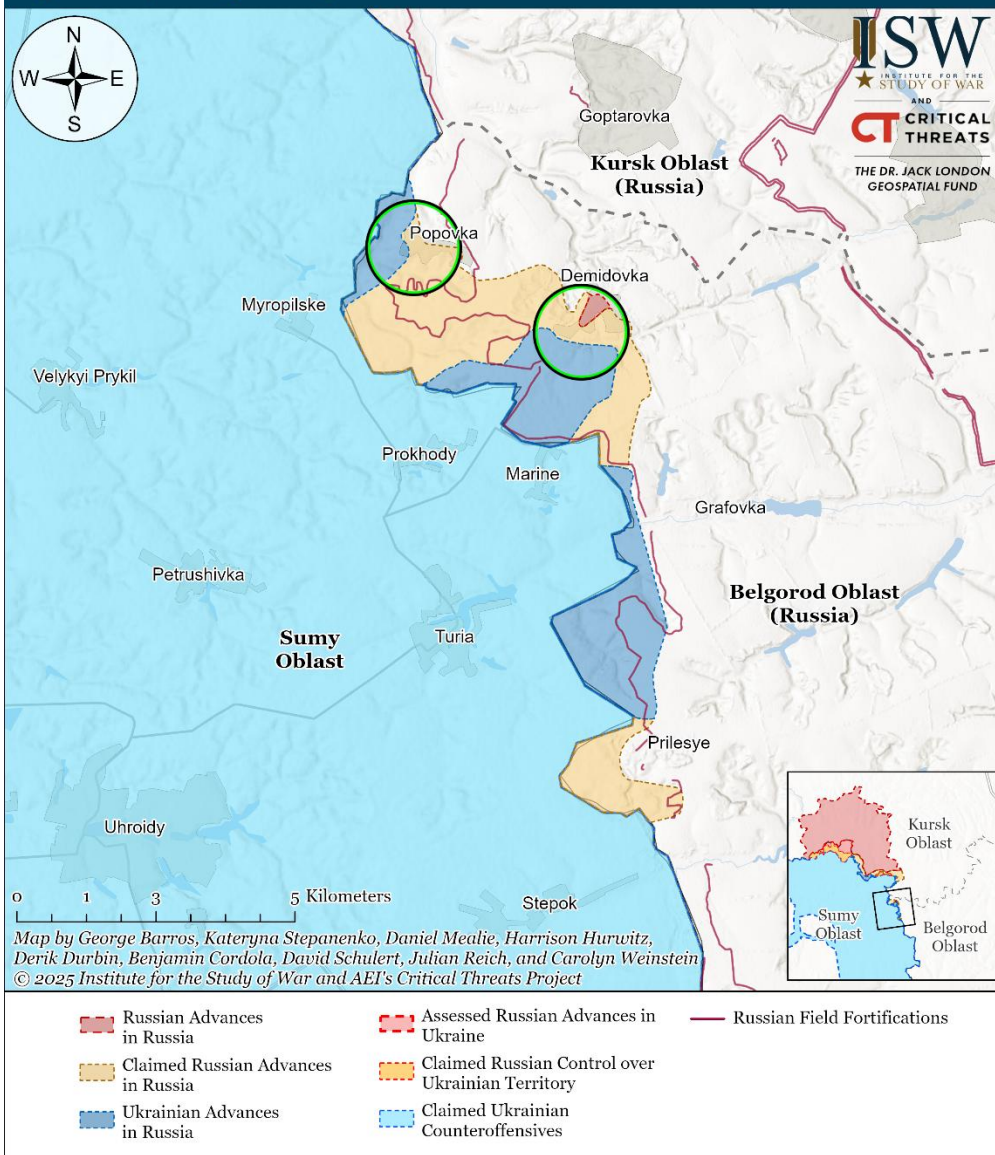 N
W E
S
ISW
INSTITUTE FOR THE
STUDY OF WAR
AND
CT CRITICAL
THREATS
THE DR. JACK LONDON
GEOSPATIAL FUND
Goptarovka
Kursk Oblast
(Russia)
Popovka
Demidovka
Myropilske
Velykyi Prykil
Prokhody
Marine
Grafovka
Petrushivka
Belgorod Oblast
(Russia)
Sumy
Oblast
Turia
Prilesye
Uhroidy
Kursk
Oblast
Sumy
Oblast
Belgorod
Oblast
0 1 3 5 Kilometers
Stepok
Map by George Barros, Kateryna Stepanenko, Daniel Mealie, Harrison Hurwitz,
Derik Durbin, Benjamin Cordola, David Schulert, Julian Reich, and Carolyn Weinstein
© 2025 Institute for the Study of War and AEI's Critical Threats Project
Russian Advances
in Russia
Claimed Russian Advances
in Russia
Ukrainian Advances
in Russia
Assessed Russian Advances in
Ukraine
Claimed Russian Control over
Ukrainian Territory
Claimed Ukrainian
Counteroffensives
Russian Field Fortifications